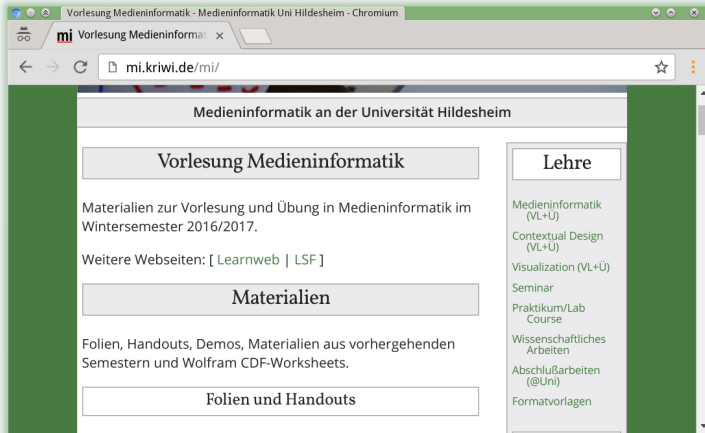 Vorlesung Medieninformatik - Medieninformatik Uni Hildesheim - Chromium
mi Vorlesung Medieninformat
mi.kriwi.de/mi/
Medieninformatik an der Universität Hildesheim
Vorlesung Medieninformatik
Materialien zur Vorlesung und Übung in Medieninformatik im
Wintersemester 2016/2017.
Weitere Webseiten: [ Learnweb | LSF ]
Materialien
Folien, Handouts, Demos, Materialien aus vorhergehenden
Semestern und Wolfram CDF-Worksheets.
Folien und Handouts
Lehre
Medieninformatik
(VL+Ü)
Contextual Design
(VL+Ü)
Visualization (VL+Ü)
Seminar
Praktikum/Lab
Course
Wissenschaftliches
Arbeiten
Abschlußarbeiten
(@Uni)
Formatvorlagen